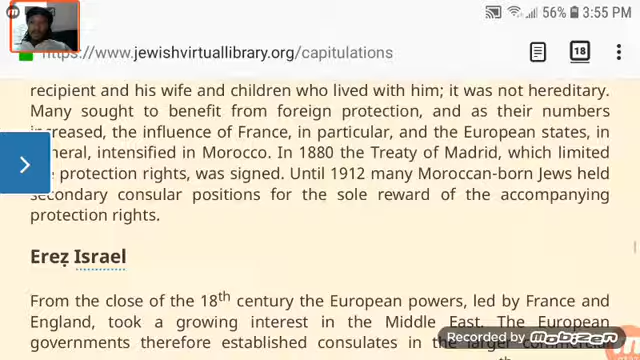 56% 3:55 PM
https://www.jewishvirtuallibrary.org/capitulations
18
recipient and his wife and children who lived with him; it was not hereditary.
Many sought to benefit from foreign protection, and as their numbers
increased, the influence of France, in particular, and the European states, in
general, intensified in Morocco. In 1880 the Treaty of Madrid, which limited
protection rights, was signed. Until 1912 many Moroccan-born Jews held
secondary consular positions for the sole reward of the accompanying
protection rights.
Ereẓ Israel
From the close of the 18th century the European powers, led by France and
England, took a growing interest in the Middle East. The European
governments therefore established consulates in the larger
Recorded by Mobizen